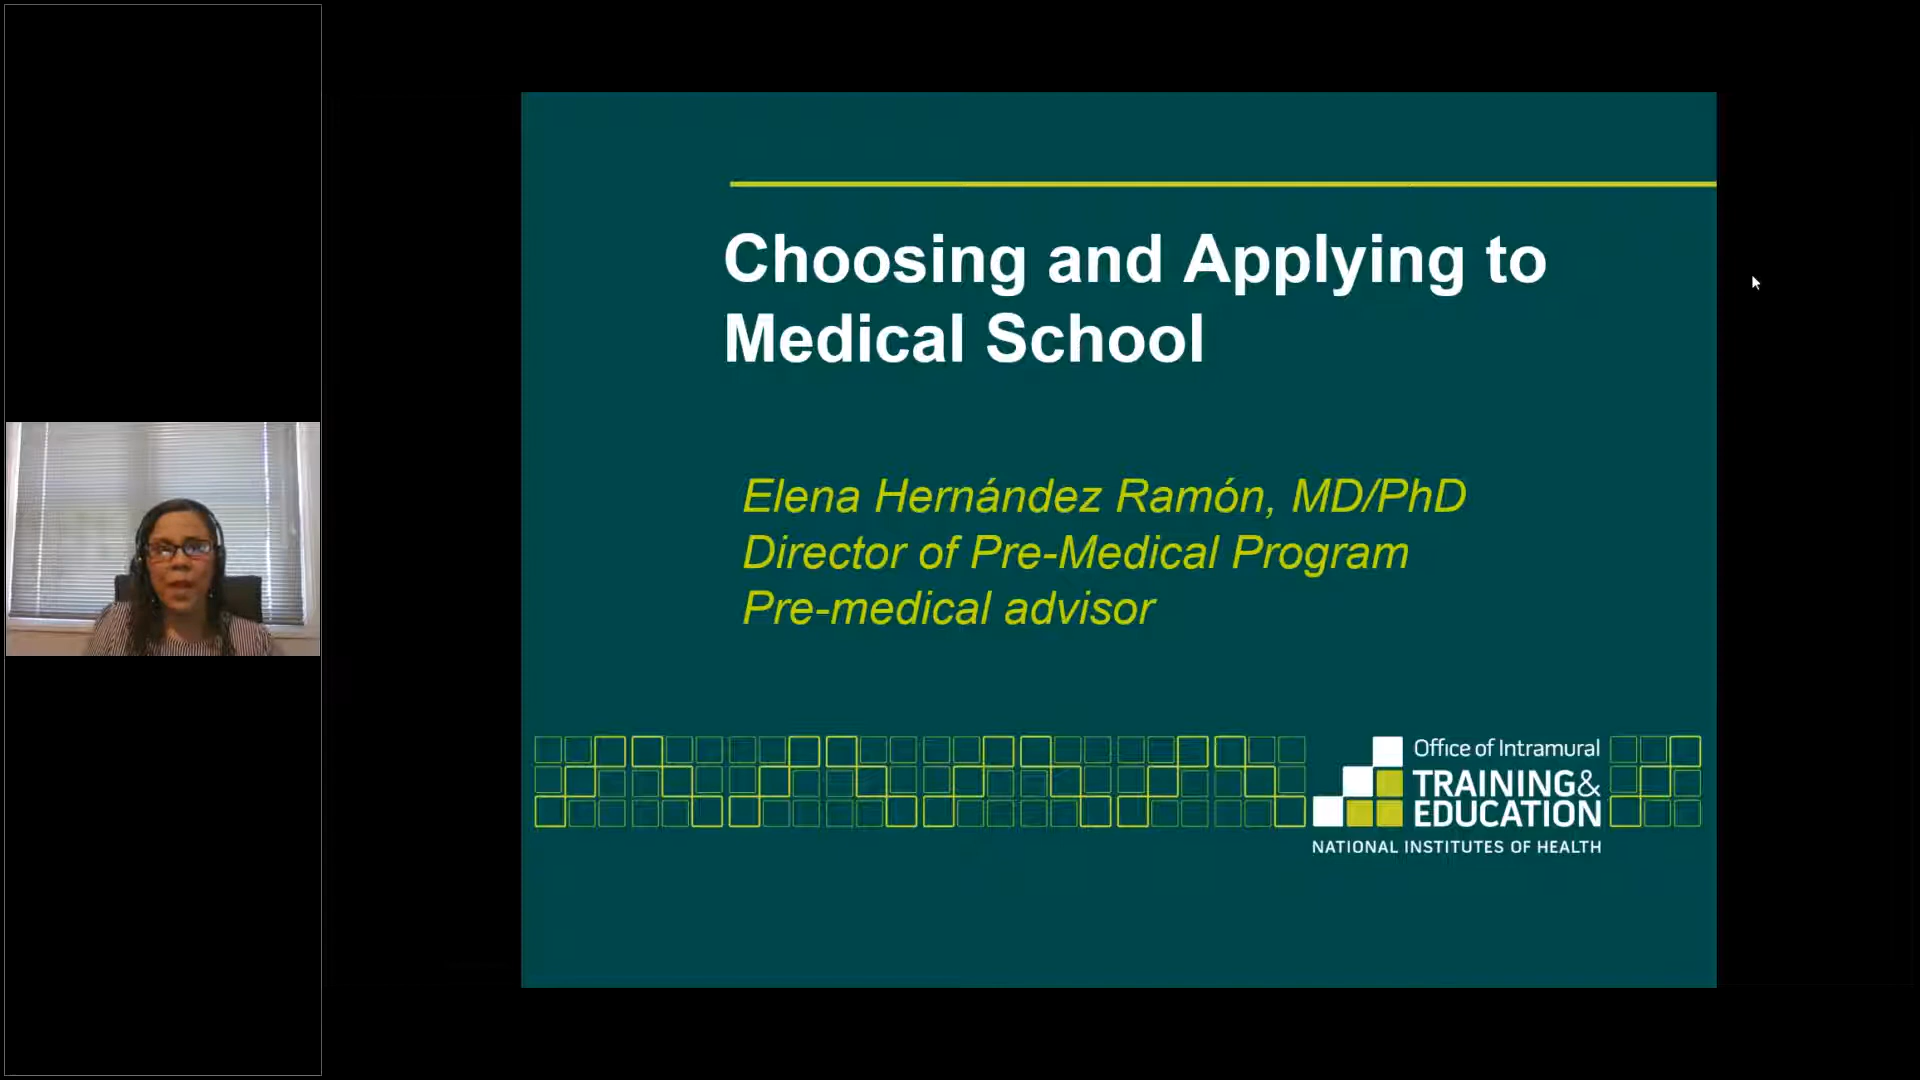 Choosing and Applying to
Medical School
Elena Hernández Ramón, MD/PhD
Director of Pre-Medical Program
Pre-medical advisor
Office of Intramural
TRAINING&
EDUCATION
NATIONAL INSTITUTES OF HEALTH